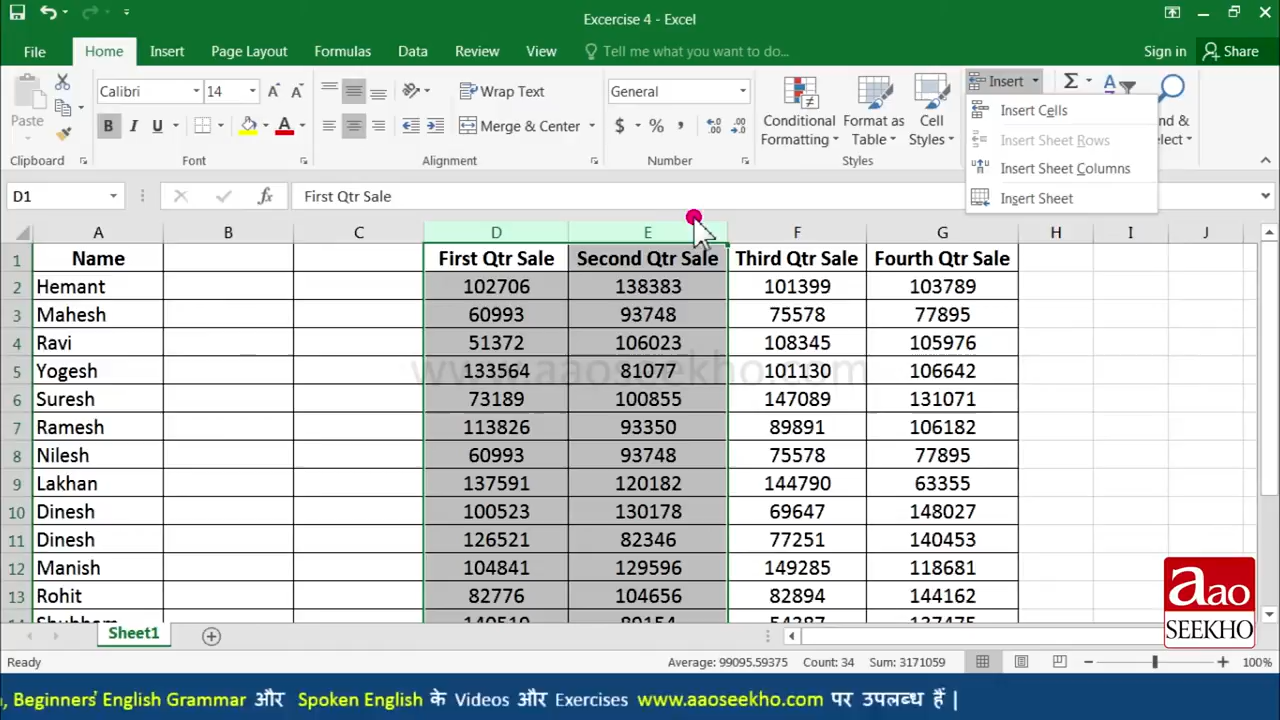 Excercise 4 - Excel
File Home Insert Page Layout Formulas Data Review View Tell me what you want to do... Sign in Share
Paste
Clipboard
Calibri 14
B I U A
Font
Wrap Text
Merge & Center
Alignment
General
$ % ,
Number
Conditional Formatting
Format as Table
Cell Styles
Styles
Insert
Insert Cells
Insert Sheet Rows
Insert Sheet Columns
Insert Sheet
D1 fx First Qtr Sale
A B C D E F G H I J
1 Name First Qtr Sale Second Qtr Sale Third Qtr Sale Fourth Qtr Sale
2 Hemant 102706 138383 101399 103789
3 Mahesh 60993 93748 75578 77895
4 Ravi 51372 106023 108345 105976
5 Yogesh 133564 81077 101130 106642
6 Suresh 73189 100855 147089 131071
7 Ramesh 113826 93350 89891 106182
8 Nilesh 60993 93748 75578 77895
9 Lakhan 137591 120182 144790 63355
10 Dinesh 100523 130178 69647 148027
11 Dinesh 126521 82346 77251 140453
12 Manish 104841 129596 149285 118681
13 Rohit 82776 104656 82894 144162
www.aaoseekho.com
aao
SEEKHO
Sheet1
Ready Average: 99095.59375 Count: 34 Sum: 3171059 100%
Beginners' English Grammar और Spoken English के Videos और Exercises www.aaoseekho.com पर उपलब्ध हैं |